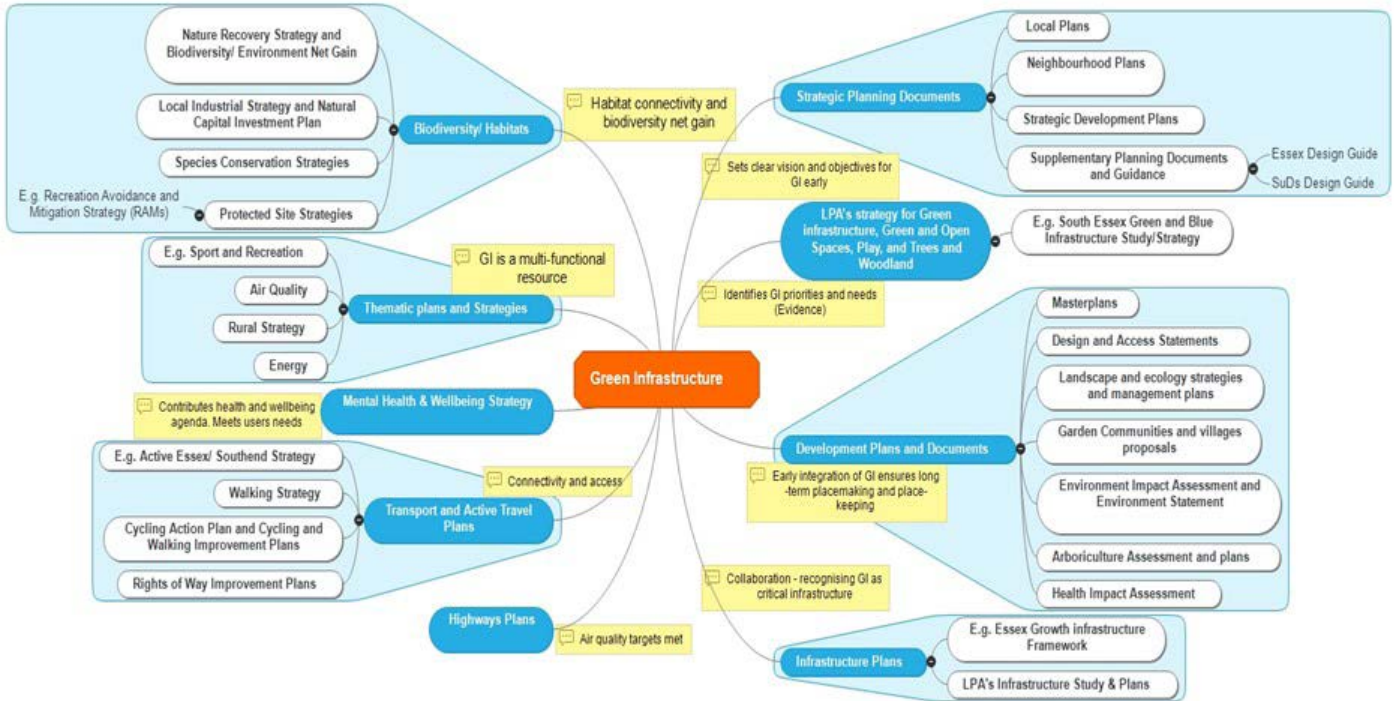 Green Infrastructure
Nature Recovery Strategy and
Biodiversity/ Environment Net Gain
Local Industrial Strategy and Natural
Capital Investment Plan
Species Conservation Strategies
E.g. Recreation Avoidance and
Mitigation Strategy (RAMs)
Protected Site Strategies
Biodiversity/ Habitats
Habitat connectivity and
biodiversity net gain
E.g. Sport and Recreation
Air Quality
Rural Strategy
Energy
Thematic plans and Strategies
GI is a multi-functional
resource
Contributes health and wellbeing
agenda. Meets users needs
Mental Health & Wellbeing Strategy
E.g. Active Essex/ Southend Strategy
Walking Strategy
Cycling Action Plan and Cycling and
Walking Improvement Plans
Rights of Way Improvement Plans
Transport and Active Travel
Plans
Connectivity and access
Highways Plans
Air quality targets met
Strategic Planning Documents
Local Plans
Neighbourhood Plans
Strategic Development Plans
Supplementary Planning Documents
and Guidance
Essex Design Guide
SuDs Design Guide
Sets clear vision and objectives for
GI early
LPA's strategy for Green
infrastructure, Green and Open
Spaces, Play, and Trees and
Woodland
E.g. South Essex Green and Blue
Infrastructure Study/Strategy
Identifies GI priorities and needs
(Evidence)
Development Plans and Documents
Masterplans
Design and Access Statements
Landscape and ecology strategies
and management plans
Garden Communities and villages
proposals
Environment Impact Assessment and
Environment Statement
Arboriculture Assessment and plans
Health Impact Assessment
Early integration of GI ensures long
-term placemaking and place-
keeping
Collaboration - recognising GI as
critical infrastructure
Infrastructure Plans
E.g. Essex Growth infrastructure
Framework
LPA's Infrastructure Study & Plans